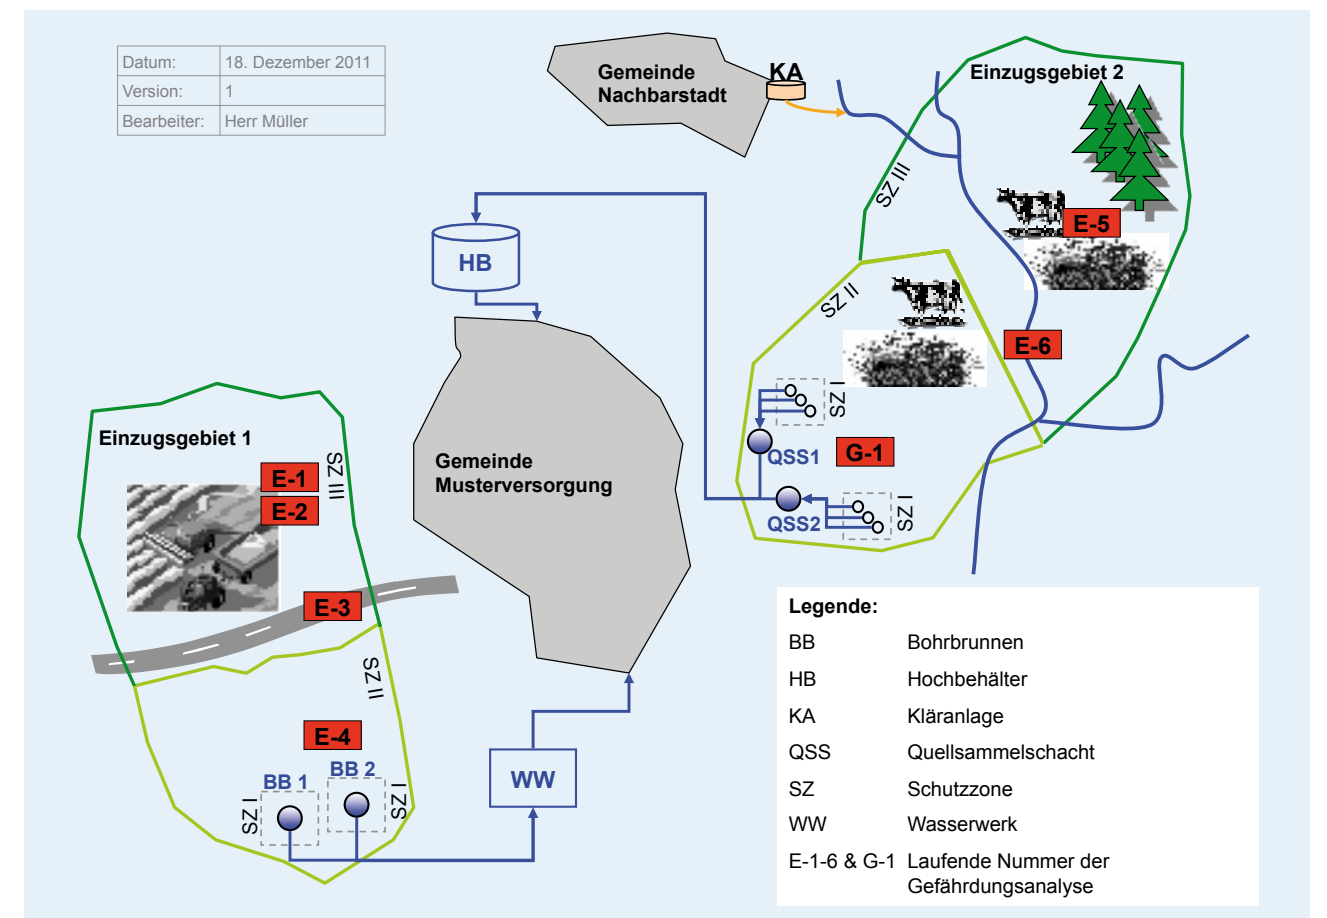 Datum: 18. Dezember 2011
Version: 1
Bearbeiter: Herr Müller
Gemeinde
Nachbarstadt
KA
Einzugsgebiet 2
SZ III
E-5
HB
SZ II
E-6
I ZS
QSS1
G-1
QSS2
I ZS
Einzugsgebiet 1
SZ III
E-1
E-2
E-3
Gemeinde
Musterversorgung
SZ II
E-4
BB 1
BB 2
SZ I
I ZS
WW
Legende:
BB Bohrbrunnen
HB Hochbehälter
KA Kläranlage
QSS Quellsammelschacht
SZ Schutzzone
WW Wasserwerk
E-1-6 & G-1 Laufende Nummer der
Gefährdungsanalyse